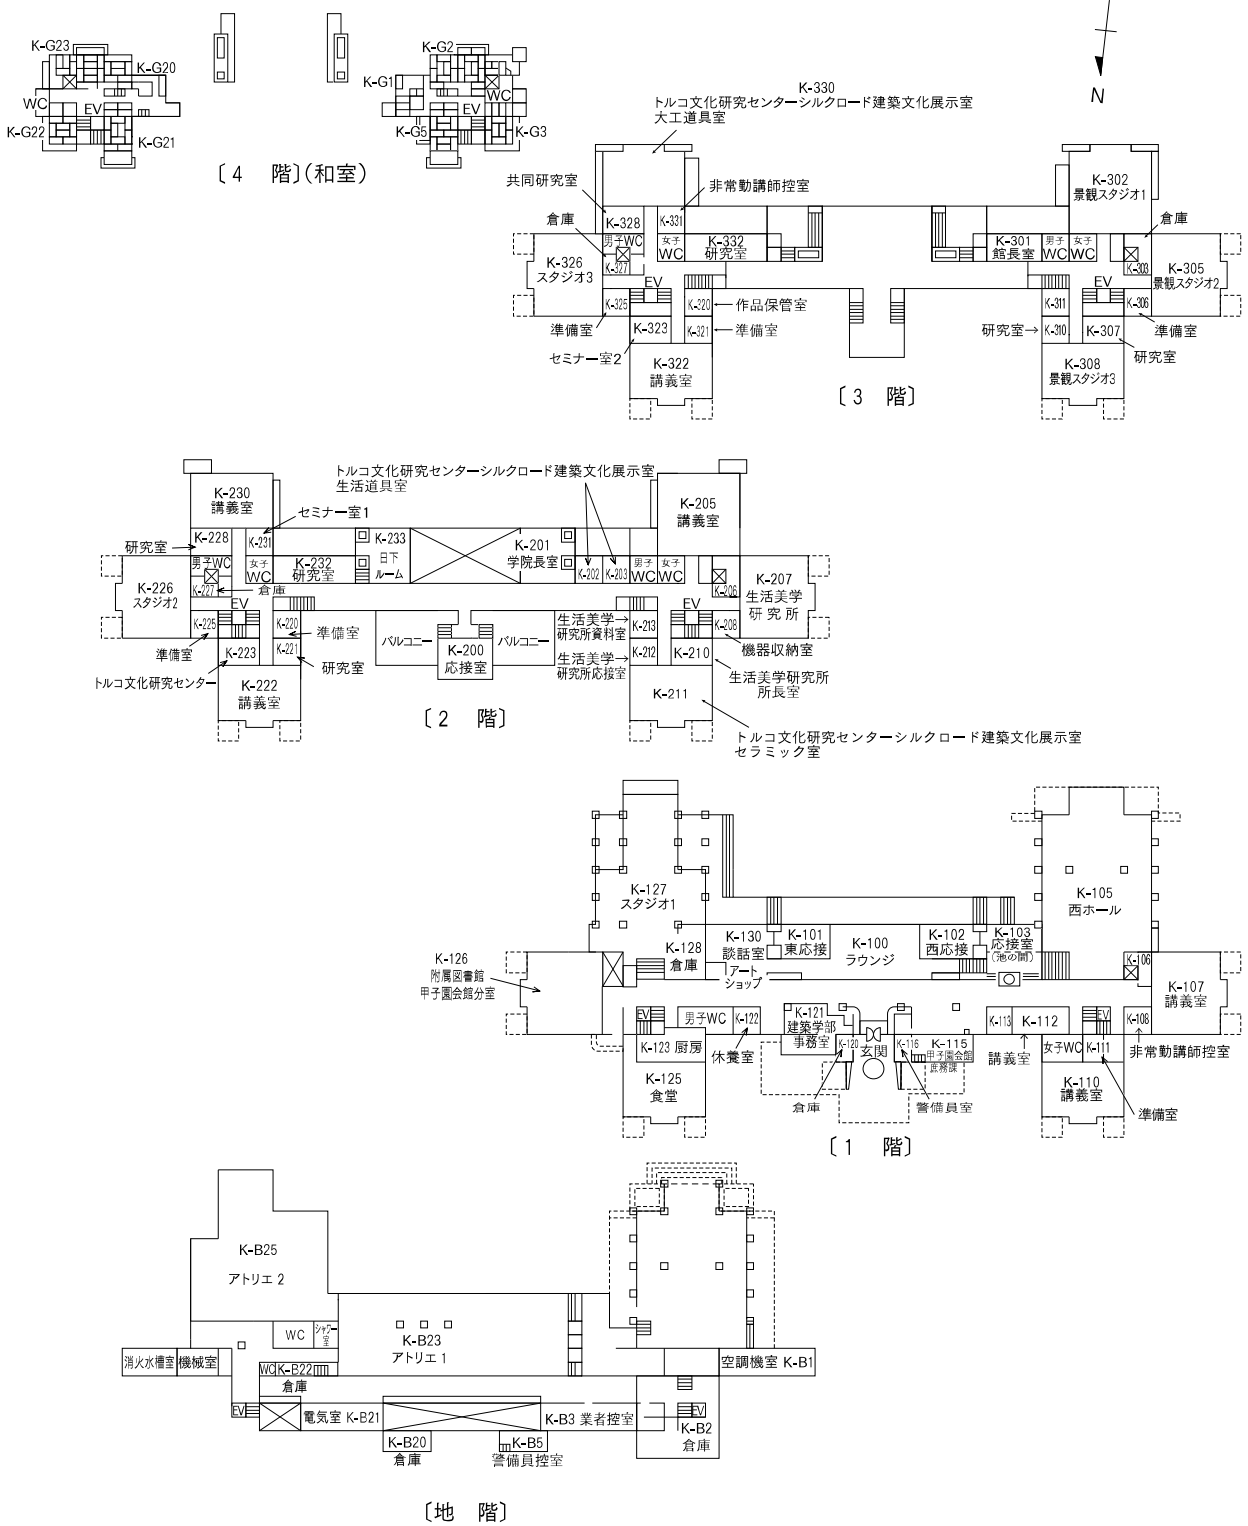 K-G23
K-G20
WC
EV
K-G22
K-G21
K-G2
K-G1
WC
EV
K-G5
K-G3
〔4 階〕(和室)
N
K-330
トルコ文化研究センターシルクロード建築文化展示室
大工道具室
共同研究室
非常勤講師控室
倉庫
K-328
K-331
男子WC
女子
WC
K-332
研究室
K-326
スタジオ3
K-327
EV
K-325
K-320
作品保管室
準備室
K-323
K-321
準備室
セミナー室2
K-322
講義室
K-302
景観スタジオ1
倉庫
K-301
館長室
男子
WC
女子
WC
K-303
K-305
景観スタジオ2
EV
K-311
K-306
研究室
K-310
K-307
準備室
研究室
K-308
景観スタジオ3
〔3 階〕
トルコ文化研究センターシルクロード建築文化展示室
生活道具室
K-230
講義室
セミナー室1
K-228
研究室
K-231
K-233
日下
ルーム
K-201
学院長室
K-205
講義室
男子WC
女子
WC
K-232
研究室
K-202
K-203
男子
WC
女子
WC
K-226
スタジオ2
K-227
倉庫
K-206
K-207
生活美学
研究所
EV
EV
K-225
K-220
準備室
準備室
K-223
K-221
研究室
トルコ文化研究センター
K-222
講義室
バルコニー
K-200
応接室
バルコニー
生活美学
研究所資料室
K-213
K-208
機器収納室
生活美学
研究所応接室
K-212
K-210
生活美学研究所
所長室
K-211
〔2 階〕
トルコ文化研究センターシルクロード建築文化展示室
セラミック室
K-127
スタジオ1
K-105
西ホール
K-126
附属図書館
甲子園会館分室
K-128
倉庫
K-130
談話室
アート
ショップ
K-101
東応接
K-100
ラウンジ
K-102
西応接
K-103
応接室
(池の間)
K-106
K-107
講義室
EV
男子WC
K-122
休養室
K-121
建築学部
事務室
K-120
玄関
K-116
K-115
甲子園会館
庶務課
K-113
K-112
講義室
EV
K-108
非常勤講師控室
K-123 厨房
女子WC
K-111
K-125
食堂
倉庫
警備員室
K-110
講義室
準備室
〔1 階〕
K-B25
アトリエ 2
WC
シャワー
室
K-B23
アトリエ 1
消火水槽室
機械室
WC
K-B22
倉庫
空調機室 K-B1
EV
電気室 K-B21
K-B3 業者控室
EV
K-B2
倉庫
K-B20
倉庫
K-B5
警備員控室
〔地 階〕